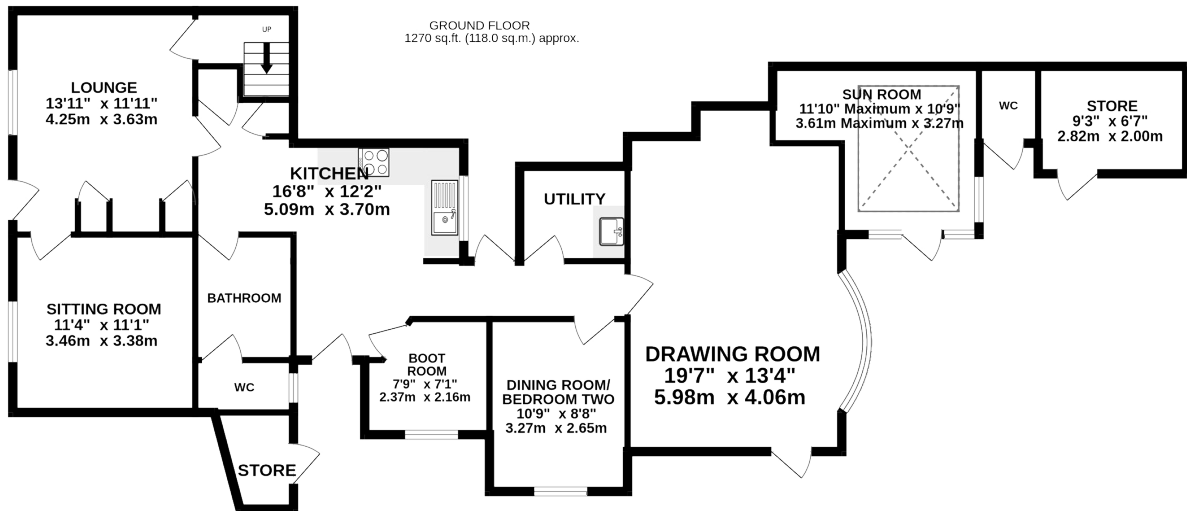 GROUND FLOOR
1270 sq.ft. (118.0 sq.m.) approx.
UP
LOUNGE
13'11" x 11'11"
4.25m x 3.63m
KITCHEN
16'8" x 12'2"
5.09m x 3.70m
UTILITY
SUN ROOM
11'10" Maximum x 10'9"
3.61m Maximum x 3.27m
WC
STORE
9'3" x 6'7"
2.82m x 2.00m
SITTING ROOM
11'4" x 11'1"
3.46m x 3.38m
BATHROOM
WC
STORE
BOOT
ROOM
7'9" x 7'1"
2.37m x 2.16m
DINING ROOM/
BEDROOM TWO
10'9" x 8'8"
3.27m x 2.65m
DRAWING ROOM
19'7" x 13'4"
5.98m x 4.06m